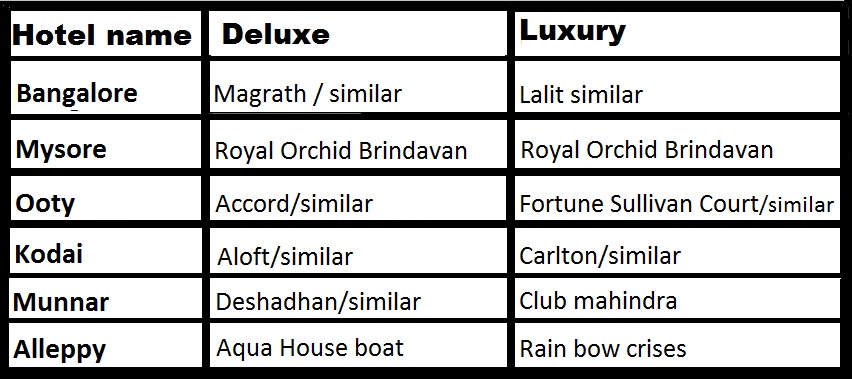 Hotel name Deluxe Luxury
Bangalore Magrath / similar Lalit similar
Mysore Royal Orchid Brindavan Royal Orchid Brindavan
Ooty Accord/similar Fortune Sullivan Court/similar
Kodai Aloft/similar Carlton/similar
Munnar Deshadhan/similar Club mahindra
Alleppy Aqua House boat Rain bow crises